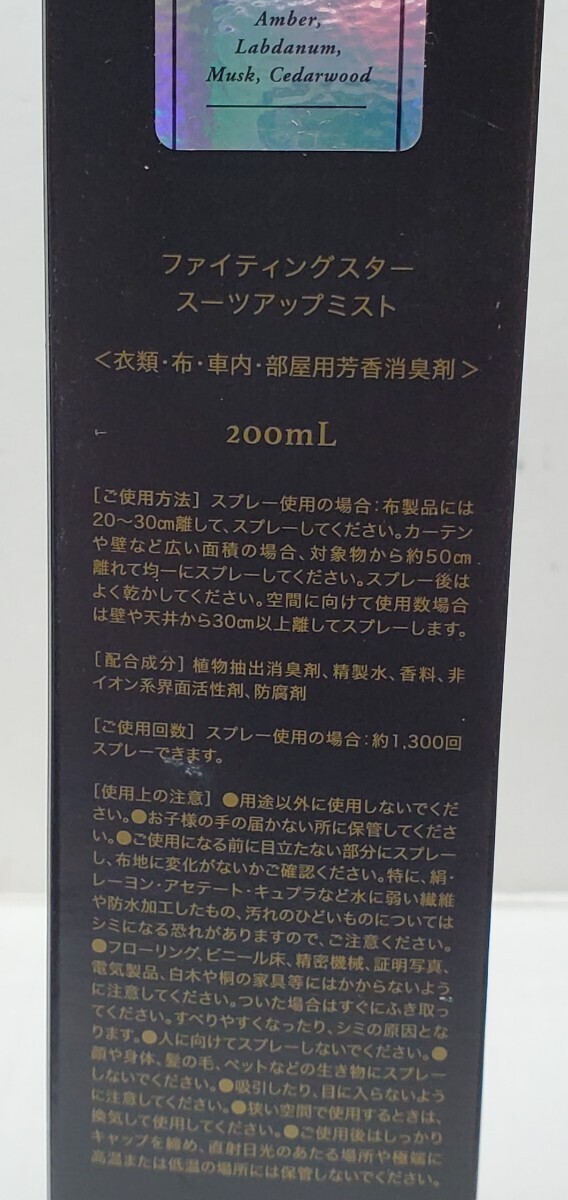 Amber,
Labdanum,
Musk, Cedarwood
ファイティングスター
スーツアップミスト
＜衣類・布・車内・部屋用芳香消臭剤＞
200mL
［ご使用方法］スプレー使用の場合：布製品には
20〜30㎝離して、スプレーしてください。カーテン
や壁など広い面積の場合、対象物から約50㎝
離れて均一にスプレーしてください。スプレー後は
よく乾かしてください。空間に向けて使用数場合
は壁や天井から30㎝以上離してスプレーします。
［配合成分］植物抽出消臭剤、精製水、香料、非
イオン系界面活性剤、防腐剤
［ご使用回数］スプレー使用の場合：約1,300回
スプレーできます。
［使用上の注意］●用途以外に使用しないでくだ
さい。●お子様の手の届かない所に保管してくださ
い。●ご使用になる前に目立たない部分にスプレー
し、布地に変化がないかご確認ください。特に、絹・
レーヨン・アセテート・キュプラなど水に弱い繊維
や防水加工したもの、汚れのひどいものについては
シミになる恐れがありますので、ご注意ください。
●フローリング、ビニール床、精密機械、証明写真、
電気製品、白木や桐の家具等にはかからないよう
に注意してください。ついた場合はすぐにふき取っ
てください。すべりやすくなったり、シミの原因とな
ります。●人に向けてスプレーしないでください。●
顔や身体、髪の毛、ペットなどの生き物にスプレー
しないでください。●吸引したり、目に入らないよう
に注意してください。●狭い空間で使用するときは、
換気して使用してください。●ご使用後はしっかり
キャップを締め、直射日光のあたる場所や極端に
高温または低温の場所には保管しないでください。